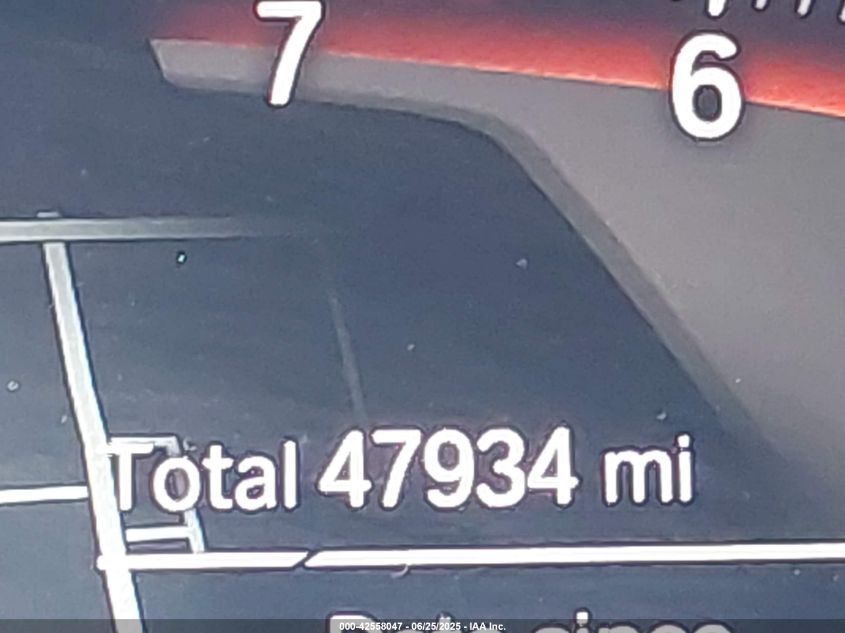 7
6
Total 47934 mi
000-42558047 - 06/25/2025 - IAA Inc.